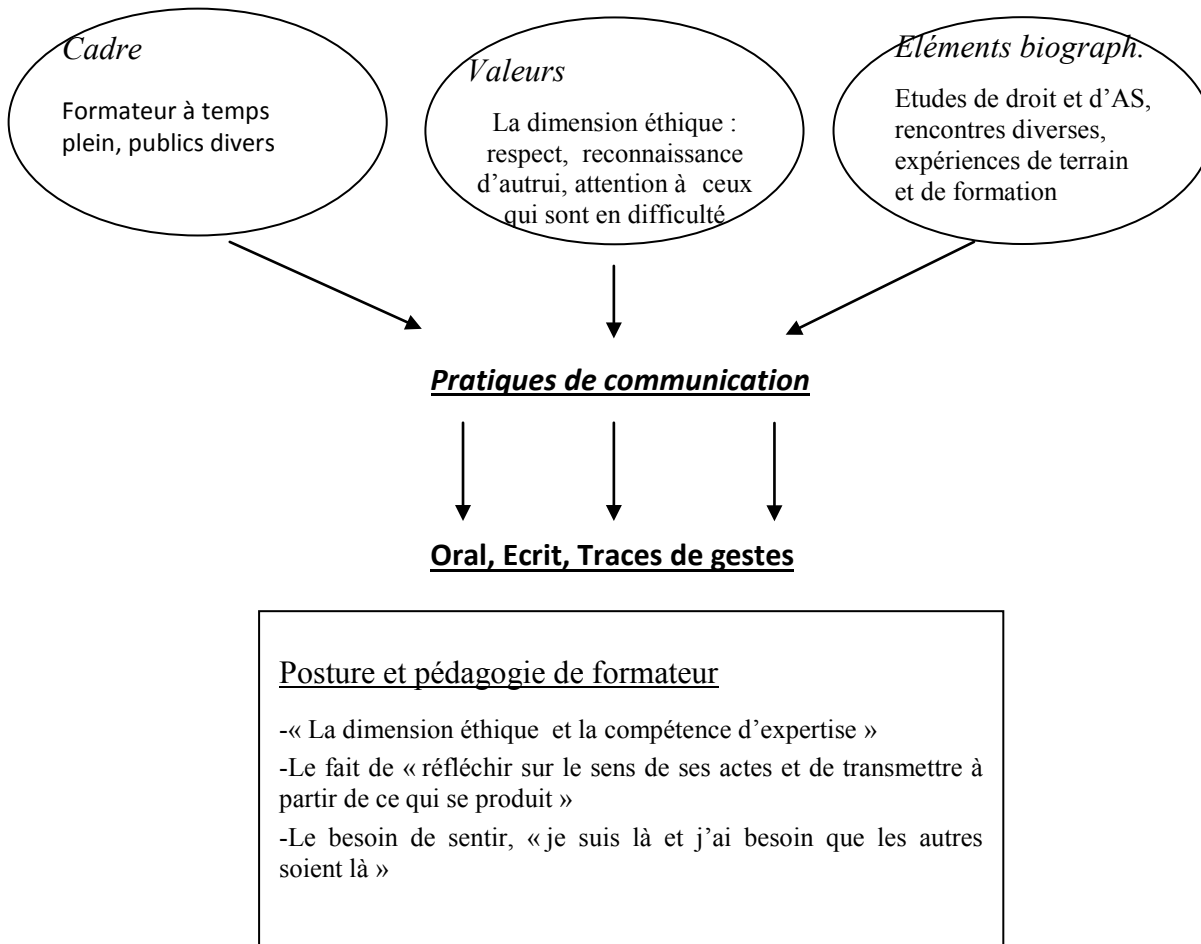 Cadre
Formateur à temps
plein, publics divers
Valeurs
La dimension éthique :
respect, reconnaissance
d’autrui, attention à ceux
qui sont en difficulté
Eléments biograph.
Etudes de droit et d’AS,
rencontres diverses,
expériences de terrain
et de formation
Pratiques de communication
Oral, Ecrit, Traces de gestes
Posture et pédagogie de formateur
-« La dimension éthique et la compétence d’expertise »
-Le fait de « réfléchir sur le sens de ses actes et de transmettre à
partir de ce qui se produit »
-Le besoin de sentir, « je suis là et j’ai besoin que les autres
soient là »